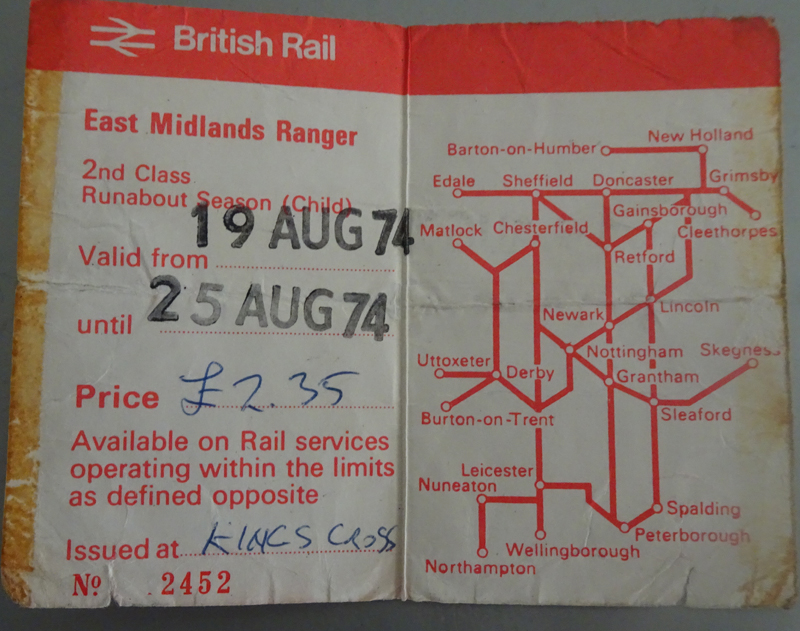 British Rail
East Midlands Ranger
2nd Class
Runabout Season (Child)
Valid from 19 AUG 74
until 25 AUG 74
Price £2.35
Available on Rail services
operating within the limits
as defined opposite
Issued at KINGS CROSS
No 2452
New Holland
Barton-on-Humber
Edale Sheffield Doncaster Grimsby
Gainsborough
Matlock Chesterfield Cleethorpes
Retford
Newark Lincoln
Nottingham Skegness
Uttoxeter Derby Grantham
Burton-on-Trent Sleaford
Leicester
Nuneaton
Spalding
Peterborough
Wellingborough
Northampton